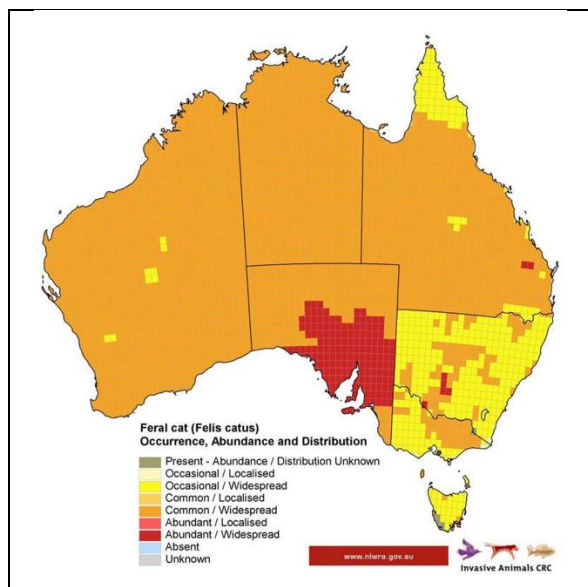 Feral cat (Felis catus)
Occurrence, Abundance and Distribution
Present - Abundance / Distribution Unknown
Occasional / Localised
Occasional / Widespread
Common / Localised
Common / Widespread
Abundant / Localised
Abundant / Widespread
Absent
Unknown
www.nlwra.gov.au
Invasive Animals CRC